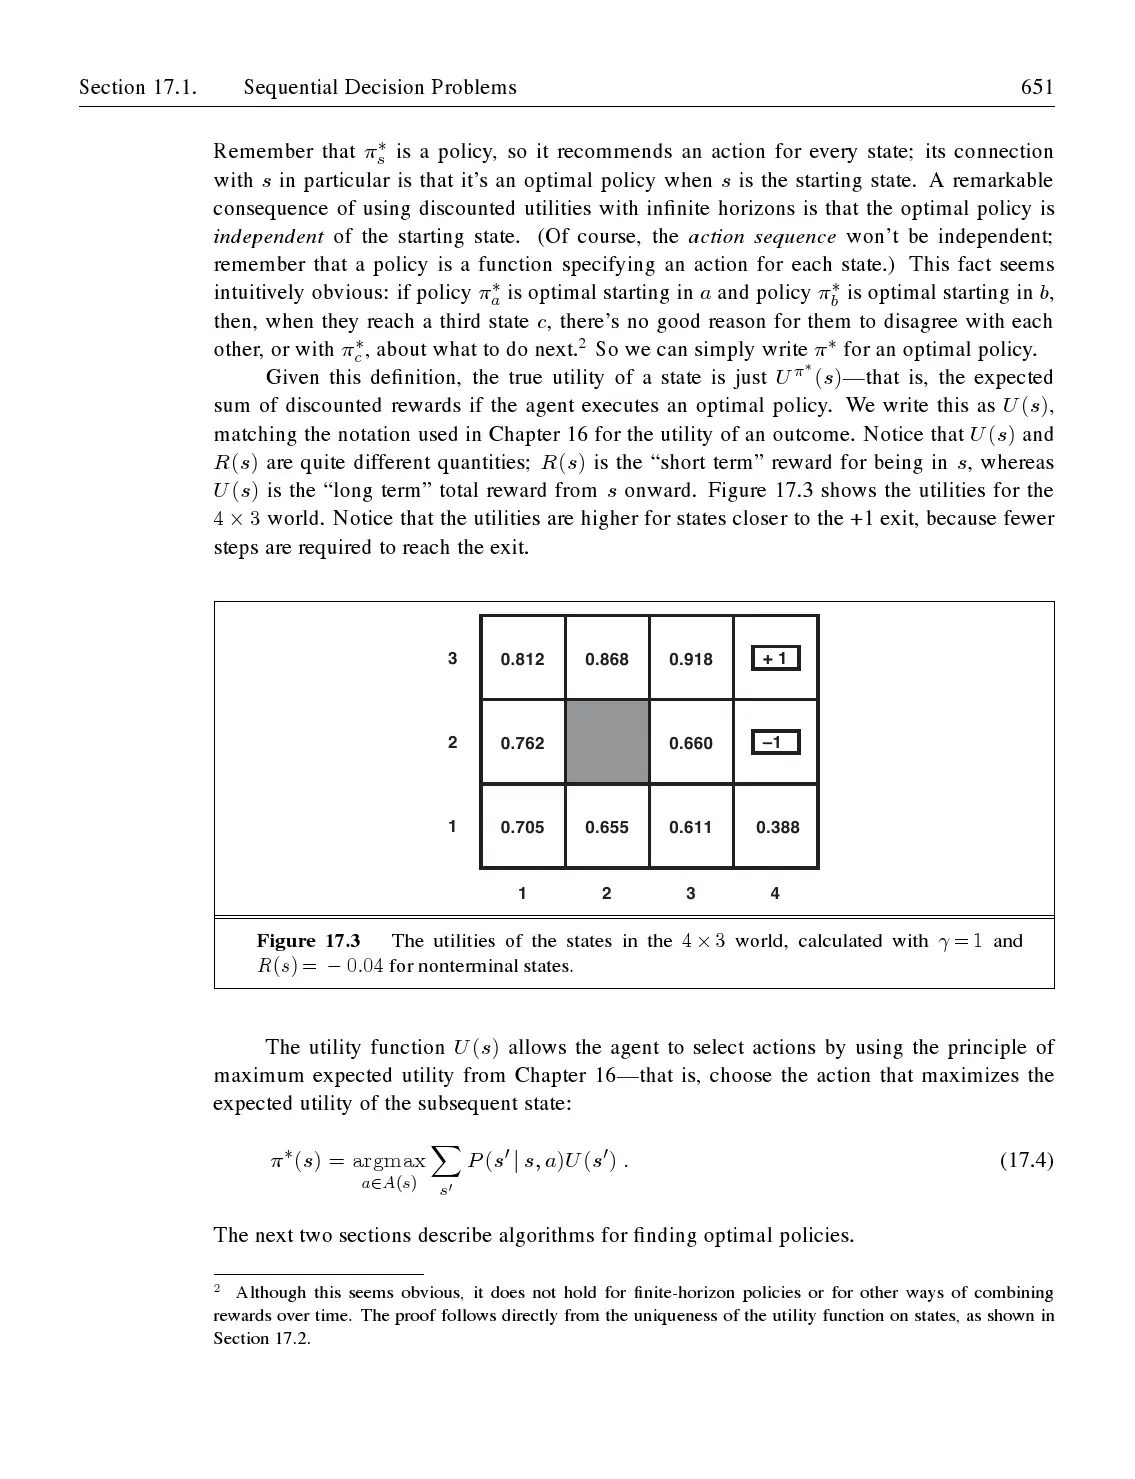 Section 17.1. Sequential Decision Problems 651
Remember that π*ₛ is a policy, so it recommends an action for every state; its connection
with s in particular is that it's an optimal policy when s is the starting state. A remarkable
consequence of using discounted utilities with infinite horizons is that the optimal policy is
independent of the starting state. (Of course, the action sequence won't be independent;
remember that a policy is a function specifying an action for each state.) This fact seems
intuitively obvious: if policy π*_a is optimal starting in a and policy π*_b is optimal starting in b,
then, when they reach a third state c, there's no good reason for them to disagree with each
other, or with π*_c, about what to do next.² So we can simply write π* for an optimal policy.
Given this definition, the true utility of a state is just U^π*(s)—that is, the expected
sum of discounted rewards if the agent executes an optimal policy. We write this as U(s),
matching the notation used in Chapter 16 for the utility of an outcome. Notice that U(s) and
R(s) are quite different quantities; R(s) is the “short term” reward for being in s, whereas
U(s) is the “long term” total reward from s onward. Figure 17.3 shows the utilities for the
4 × 3 world. Notice that the utilities are higher for states closer to the +1 exit, because fewer
steps are required to reach the exit.
3 0.812 0.868 0.918 + 1
2 0.762 0.660 –1
1 0.705 0.655 0.611 0.388
1 2 3 4
Figure 17.3 The utilities of the states in the 4 × 3 world, calculated with γ = 1 and
R(s) = − 0.04 for nonterminal states.
The utility function U(s) allows the agent to select actions by using the principle of
maximum expected utility from Chapter 16—that is, choose the action that maximizes the
expected utility of the subsequent state:
π*(s) = argmax_{a∈A(s)} ∑_{s′} P(s′ | s, a)U(s′) . (17.4)
The next two sections describe algorithms for finding optimal policies.
² Although this seems obvious, it does not hold for finite-horizon policies or for other ways of combining
rewards over time. The proof follows directly from the uniqueness of the utility function on states, as shown in
Section 17.2.